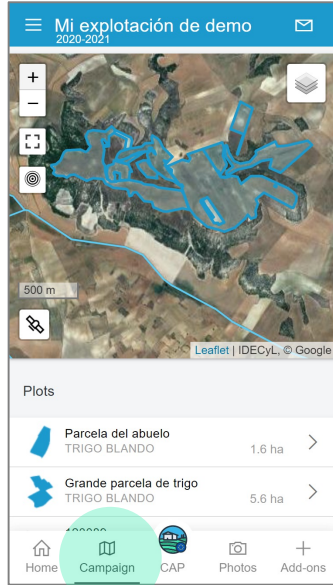 Mi explotación de demo
2020-2021
+
−
500 m
Leaflet | IDECyL, © Google
Plots
Parcela del abuelo
TRIGO BLANDO
1.6 ha
Grande parcela de trigo
TRIGO BLANDO
5.6 ha
Home
Campaign
CAP
Photos
Add-ons